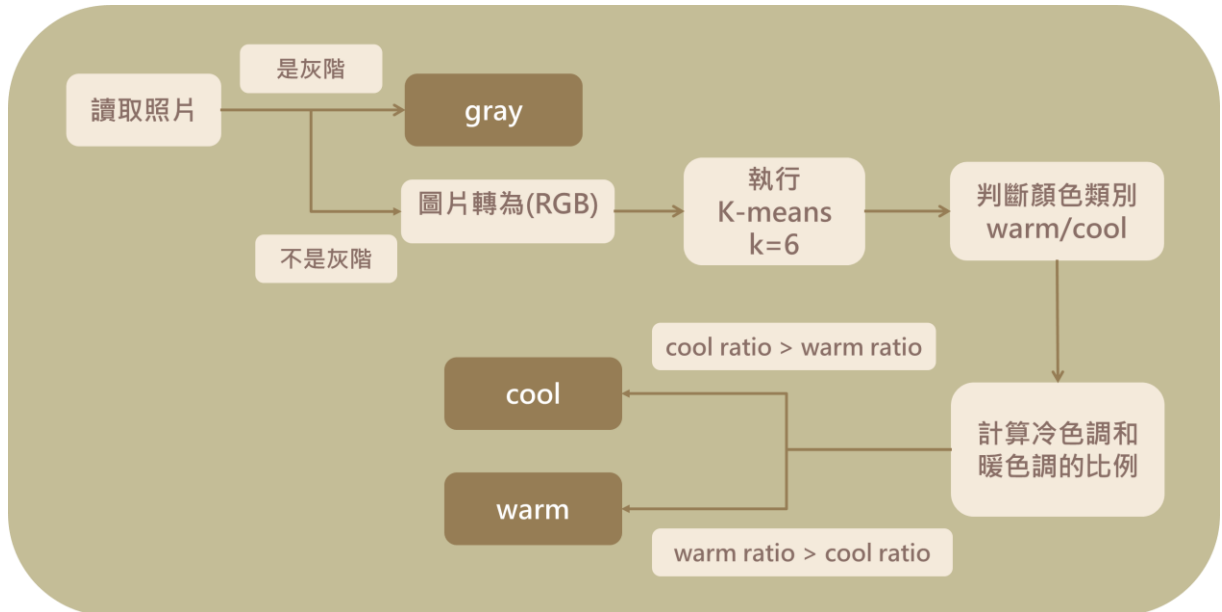 是灰階
讀取照片
gray
不是灰階
圖片轉為(RGB)
執行
K-means
k=6
判斷顏色類別
warm/cool
計算冷色調和
暖色調的比例
cool ratio > warm ratio
cool
warm ratio > cool ratio
warm